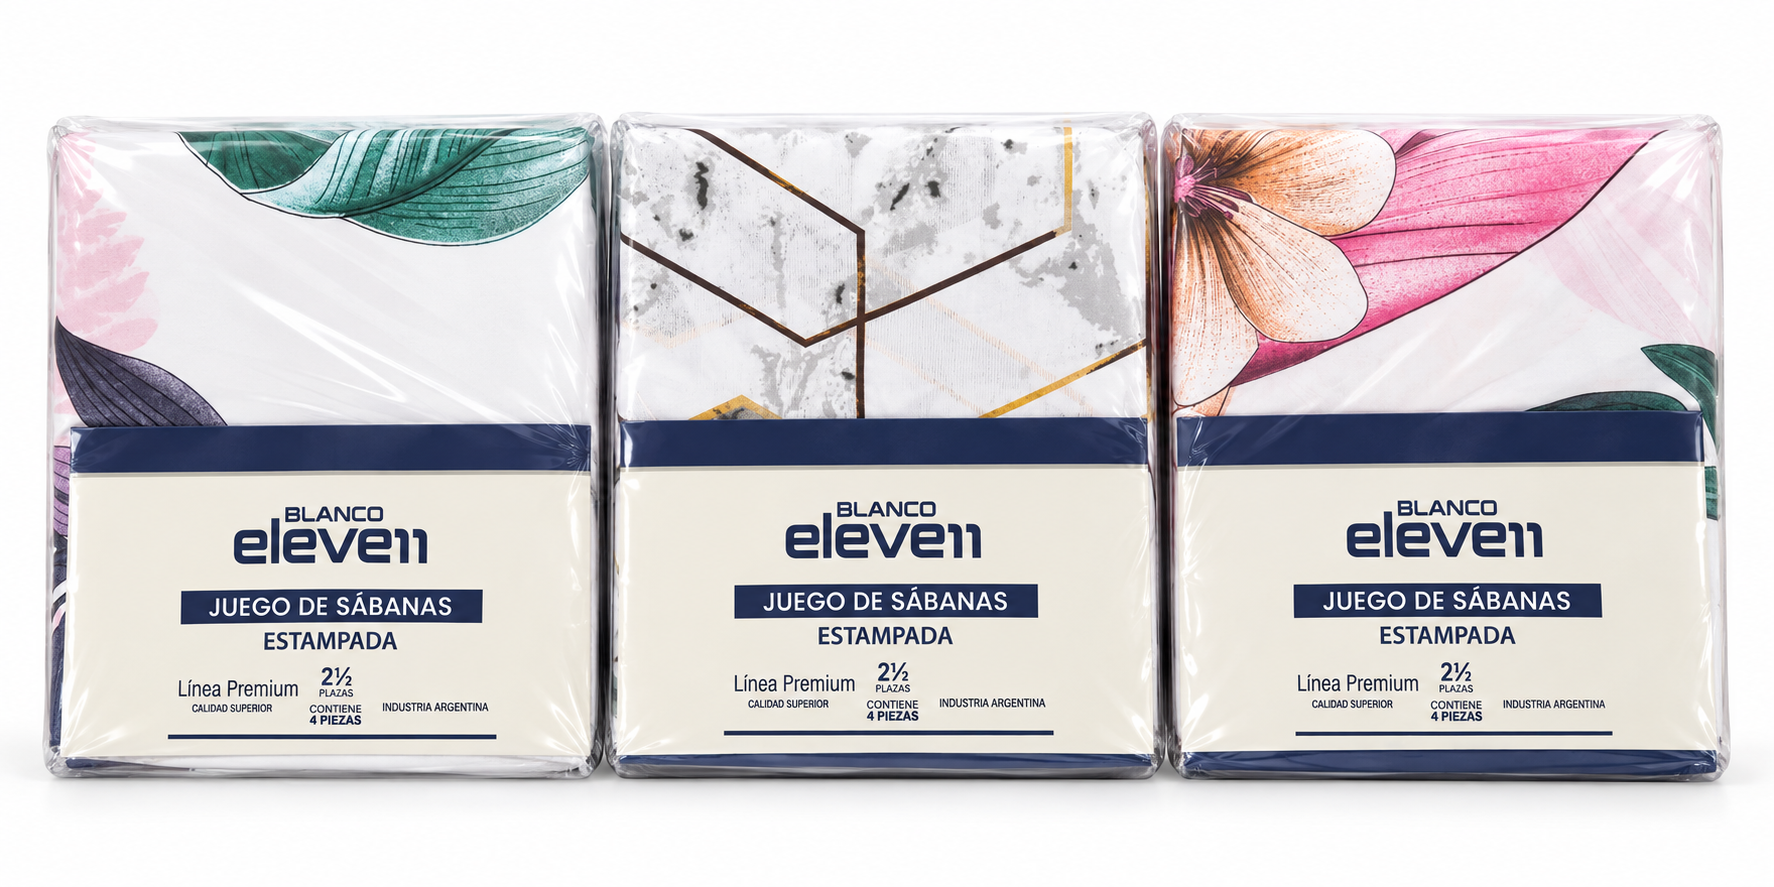 BLANCO
eleven
JUEGO DE SÁBANAS
ESTAMPADA
Línea Premium
CALIDAD SUPERIOR
2½
PLAZAS
CONTIENE
4 PIEZAS
INDUSTRIA ARGENTINA
BLANCO
eleven
JUEGO DE SÁBANAS
ESTAMPADA
Línea Premium
CALIDAD SUPERIOR
2½
PLAZAS
CONTIENE
4 PIEZAS
INDUSTRIA ARGENTINA
BLANCO
eleven
JUEGO DE SÁBANAS
ESTAMPADA
Línea Premium
CALIDAD SUPERIOR
2½
PLAZAS
CONTIENE
4 PIEZAS
INDUSTRIA ARGENTINA